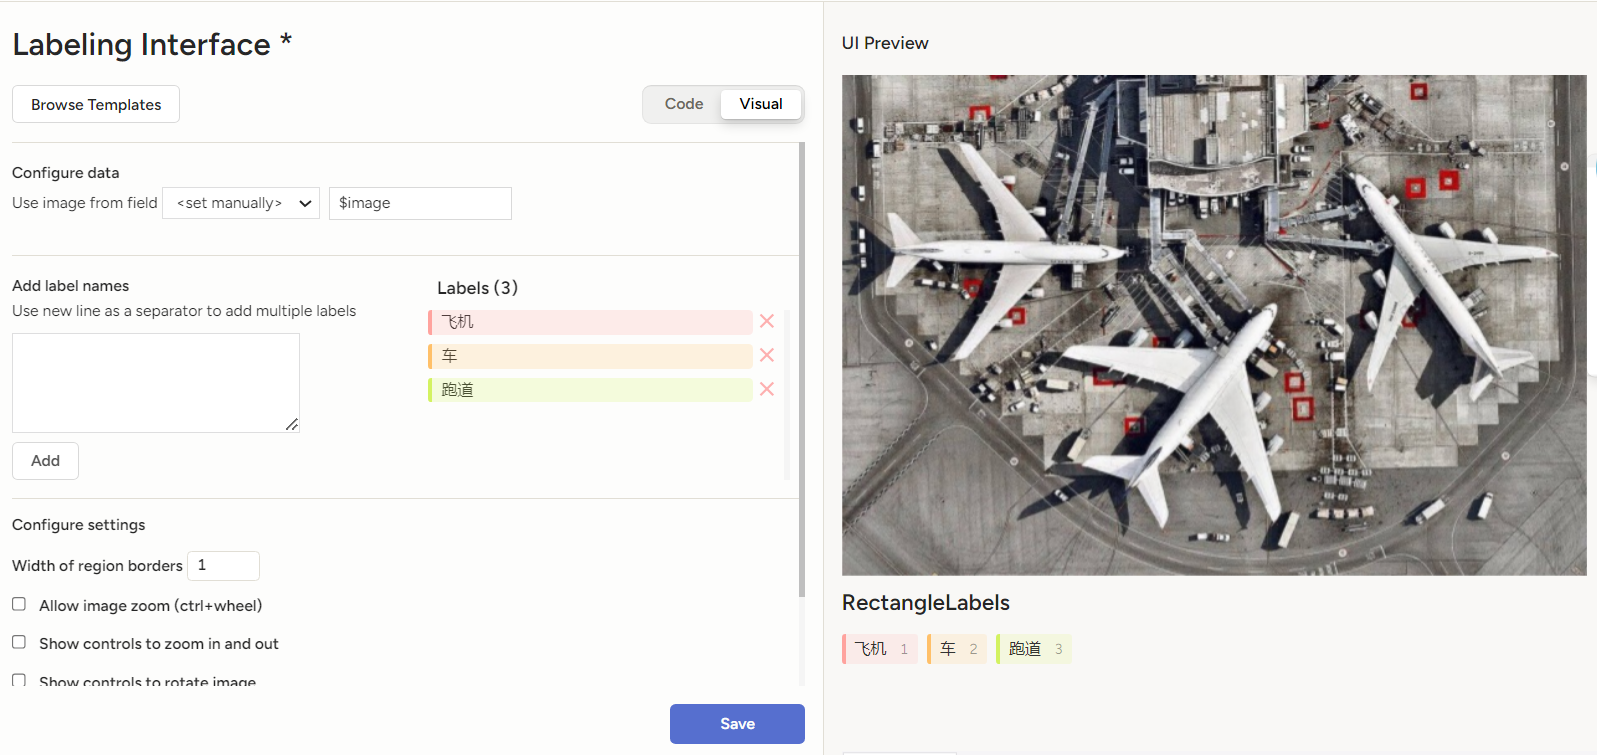 Labeling Interface *
Browse Templates
Code Visual
Configure data
Use image from field <set manually> $image
Add label names
Use new line as a separator to add multiple labels
Add
Labels (3)
飞机
车
跑道
Configure settings
Width of region borders 1
Allow image zoom (ctrl+wheel)
Show controls to zoom in and out
Show controls to rotate image
Save
UI Preview
RectangleLabels
飞机 1 车 2 跑道 3